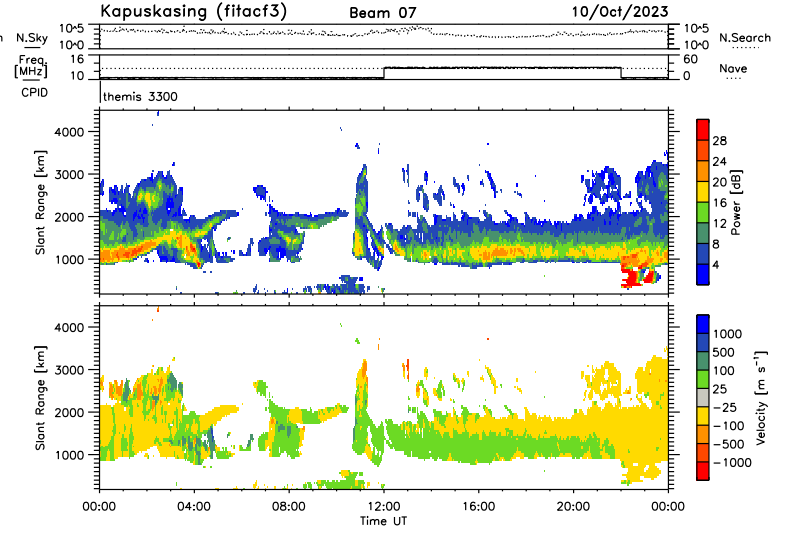 Kapuskasing (fitacf3) Beam 07 10/Oct/2023
N.Sky 10^5 10^0 10^5 10^0 N.Search
Freq. [MHz] 16 10 60 0 Nave
CPID themis 3300
Slant Range [km] 4000 3000 2000 1000
Power [dB] 28 24 20 16 12 8 4
Slant Range [km] 4000 3000 2000 1000
Velocity [m s⁻¹] 1000 500 100 25 −25 −100 −500 −1000
00:00 04:00 08:00 12:00 16:00 20:00 00:00
Time UT